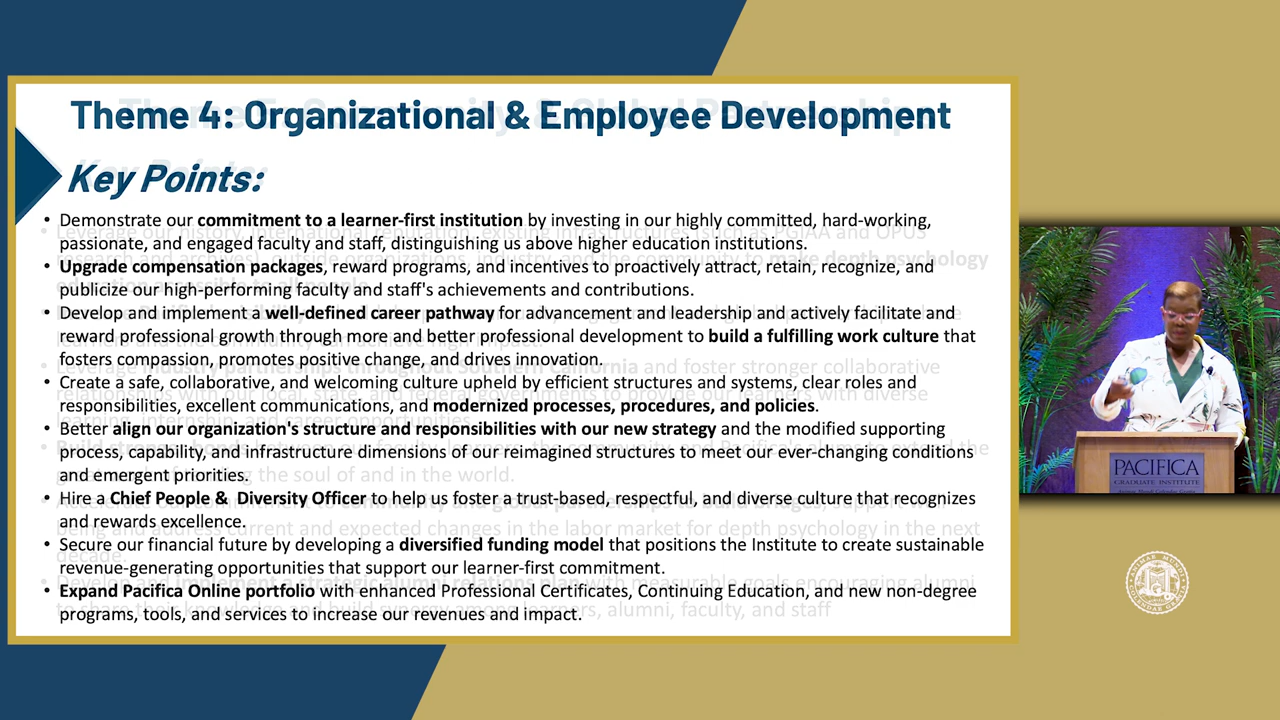 Theme 4: Organizational & Employee Development
Key Points:
• Demonstrate our commitment to a learner-first institution by investing in our highly committed, hard-working,
passionate, and engaged faculty and staff, distinguishing us above higher education institutions.
• Upgrade compensation packages, reward programs, and incentives to proactively attract, retain, recognize, and
publicize our high-performing faculty and staff's achievements and contributions.
• Develop and implement a well-defined career pathway for advancement and leadership and actively facilitate and
reward professional growth through more and better professional development to build a fulfilling work culture that
fosters compassion, promotes positive change, and drives innovation.
• Create a safe, collaborative, and welcoming culture upheld by efficient structures and systems, clear roles and
responsibilities, excellent communications, and modernized processes, procedures, and policies.
• Better align our organization's structure and responsibilities with our new strategy and the modified supporting
process, capability, and infrastructure dimensions of our reimagined structures to meet our ever-changing conditions
and emergent priorities.
• Hire a Chief People & Diversity Officer to help us foster a trust-based, respectful, and diverse culture that recognizes
and rewards excellence.
• Secure our financial future by developing a diversified funding model that positions the Institute to create sustainable
revenue-generating opportunities that support our learner-first commitment.
• Expand Pacifica Online portfolio with enhanced Professional Certificates, Continuing Education, and new non-degree
programs, tools, and services to increase our revenues and impact.
PACIFICA
GRADUATE INSTITUTE